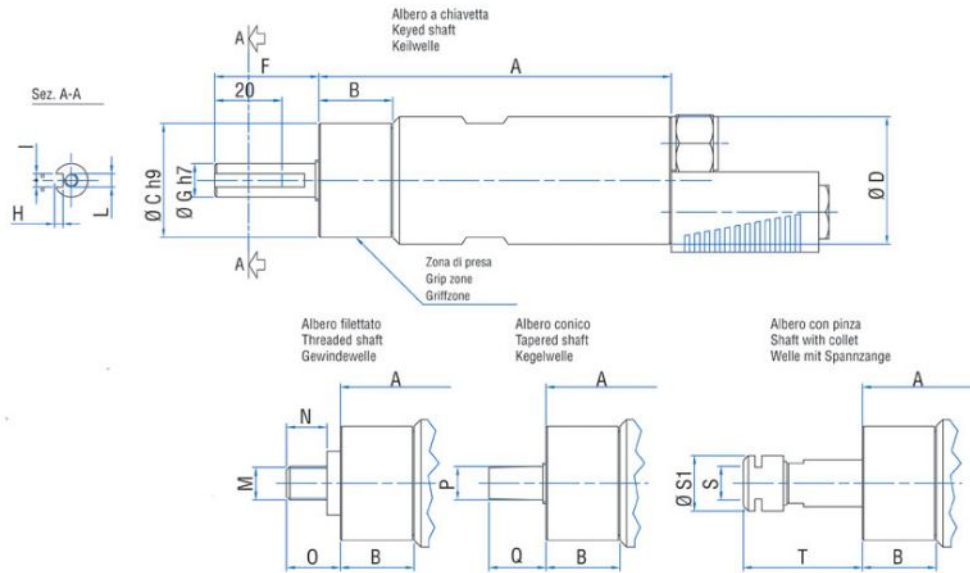 Albero a chiavetta
Keyed shaft
Keilwelle
A
F
A
Sez. A-A
20
B
I
H
L
Ø C h9
Ø G h7
Ø D
A
Zona di presa
Grip zone
Griffzone
Albero filettato
Threaded shaft
Gewindewelle
Albero conico
Tapered shaft
Kegelwelle
Albero con pinza
Shaft with collet
Welle mit Spannzange
A
A
A
N
M
P
Ø S1
S
O
B
Q
B
T
B